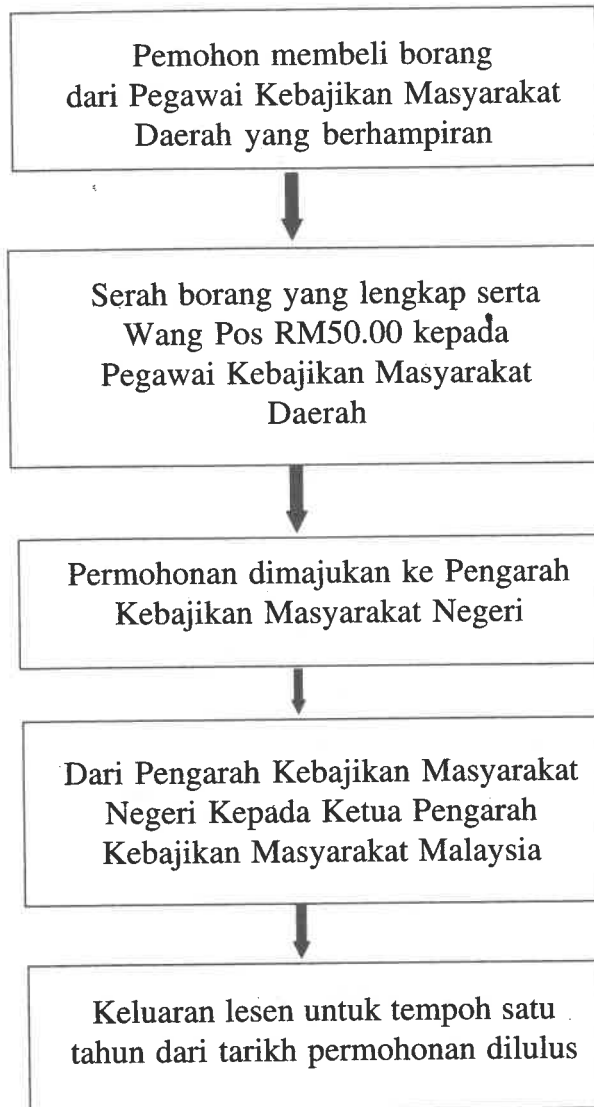 Pemohon membeli borang
dari Pegawai Kebajikan Masyarakat
Daerah yang berhampiran
Serah borang yang lengkap serta
Wang Pos RM50.00 kepada
Pegawai Kebajikan Masyarakat
Daerah
Permohonan dimajukan ke Pengarah
Kebajikan Masyarakat Negeri
Dari Pengarah Kebajikan Masyarakat
Negeri Kepada Ketua Pengarah
Kebajikan Masyarakat Malaysia
Keluaran lesen untuk tempoh satu
tahun dari tarikh permohonan dilulus